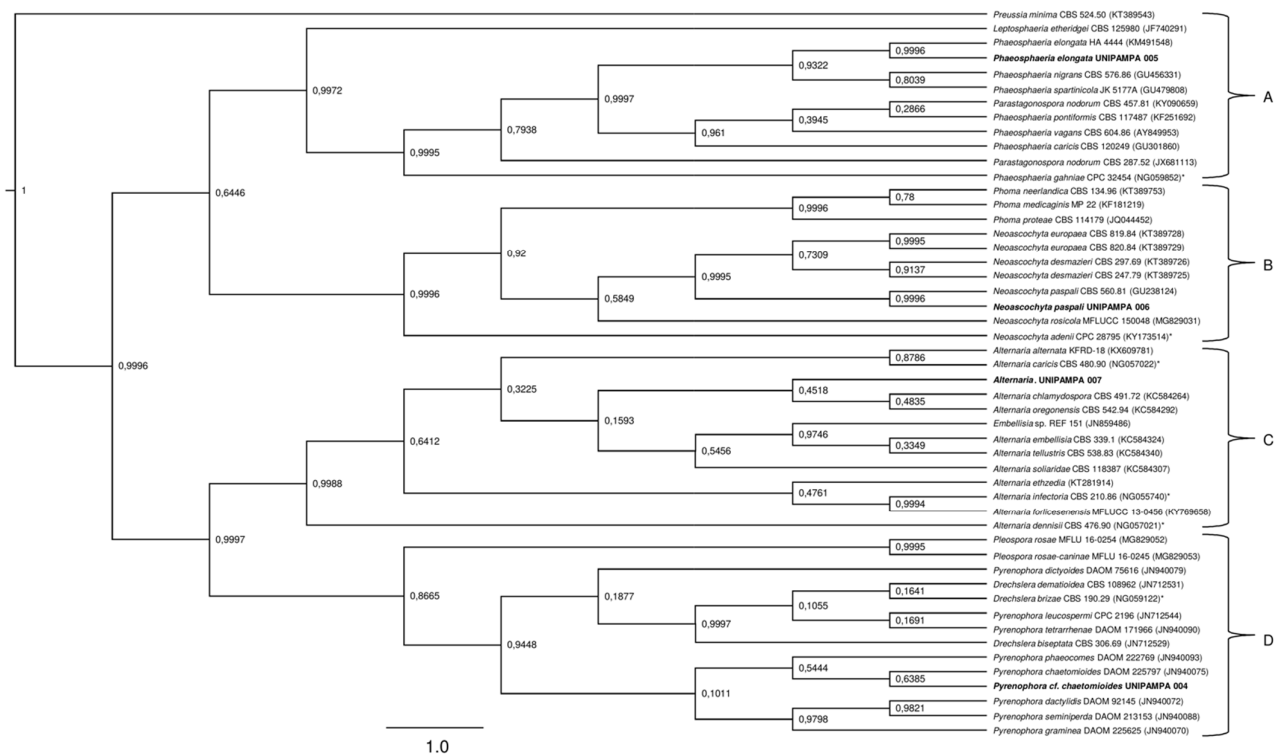 Preussia minima CBS 524.50 (KT389543)
Leptosphaeria etheridgei CBS 125980 (JF740291)
Phaeosphaeria elongata HA 4444 (KM491548)
0,9996
Phaeosphaeria elongata UNIPAMPA 005
0,9322
Phaeosphaeria nigrans CBS 576.86 (GU456331)
0,8039
Phaeosphaeria spartinicola JK 5177A (GU479808)
0,9972
0,9997
A
Parastagonospora nodorum CBS 457.81 (KY090659)
0,2866
Phaeosphaeria pontiformis CBS 117487 (KF251692)
0,3945
0,7938
0,961
Phaeosphaeria vagans CBS 604.86 (AY849953)
Phaeosphaeria caricis CBS 120249 (GU301860)
0,9995
Parastagonospora nodorum CBS 287.52 (JX681113)
Phaeosphaeria gahniae CPC 32454 (NG059852)*
1
0,6446
Phoma neerlandica CBS 134.96 (KT389753)
0,78
Phoma medicaginis MP 22 (KF181219)
0,9996
Phoma proteae CBS 114179 (JQ044452)
Neoascochyta europaea CBS 819.84 (KT389728)
0,9995
Neoascochyta europaea CBS 820.84 (KT389729)
0,92
0,7309
Neoascochyta desmazieri CBS 297.69 (KT389726)
B
0,9137
Neoascochyta desmazieri CBS 247.79 (KT389725)
0,9995
Neoascochyta paspali CBS 560.81 (GU238124)
0,9996
0,5849
0,9996
Neoascochyta paspali UNIPAMPA 006
Neoascochyta rosicola MFLUCC 150048 (MG829031)
Neoascochyta adenii CPC 28795 (KY173514)*
0,9996
Alternaria alternata KFRD-18 (KX609781)
0,8786
Alternaria caricis CBS 480.90 (NG057022)*
0,3225
Alternaria. UNIPAMPA 007
0,4518
Alternaria chlamydospora CBS 491.72 (KC584264)
0,4835
Alternaria oregonensis CBS 542.94 (KC584292)
0,1593
Embellisia sp. REF 151 (JN859486)
0,9746
0,6412
C
Alternaria embellisia CBS 339.1 (KC584324)
0,3349
Alternaria tellustris CBS 538.83 (KC584340)
0,5456
Alternaria soliaridae CBS 118387 (KC584307)
0,9988
Alternaria ethzedia (KT281914)
0,4761
Alternaria infectoria CBS 210.86 (NG055740)*
0,9994
Alternaria forlicesenensis MFLUCC 13-0456 (KY769658)
Alternaria dennisii CBS 476.90 (NG057021)*
0,9997
Pleospora rosae MFLU 16-0254 (MG829052)
0,9995
Pleospora rosae-caninae MFLU 16-0245 (MG829053)
Pyrenophora dictyoides DAOM 75616 (JN940079)
0,1877
Drechslera dematioidea CBS 108962 (JN712531)
0,1641
0,8665
Drechslera brizae CBS 190.29 (NG059122)*
0,1055
Pyrenophora leucospermi CPC 2196 (JN712544)
0,1691
0,9997
Pyrenophora tetrarrhenae DAOM 171966 (JN940090)
D
Drechslera biseptata CBS 306.69 (JN712529)
0,9448
Pyrenophora phaeocomes DAOM 222769 (JN940093)
0,5444
Pyrenophora chaetomioides DAOM 225797 (JN940075)
0,6385
Pyrenophora cf. chaetomioides UNIPAMPA 004
0,1011
Pyrenophora dactylidis DAOM 92145 (JN940072)
0,9821
Pyrenophora seminiperda DAOM 213153 (JN940088)
0,9798
Pyrenophora graminea DAOM 225625 (JN940070)
1.0